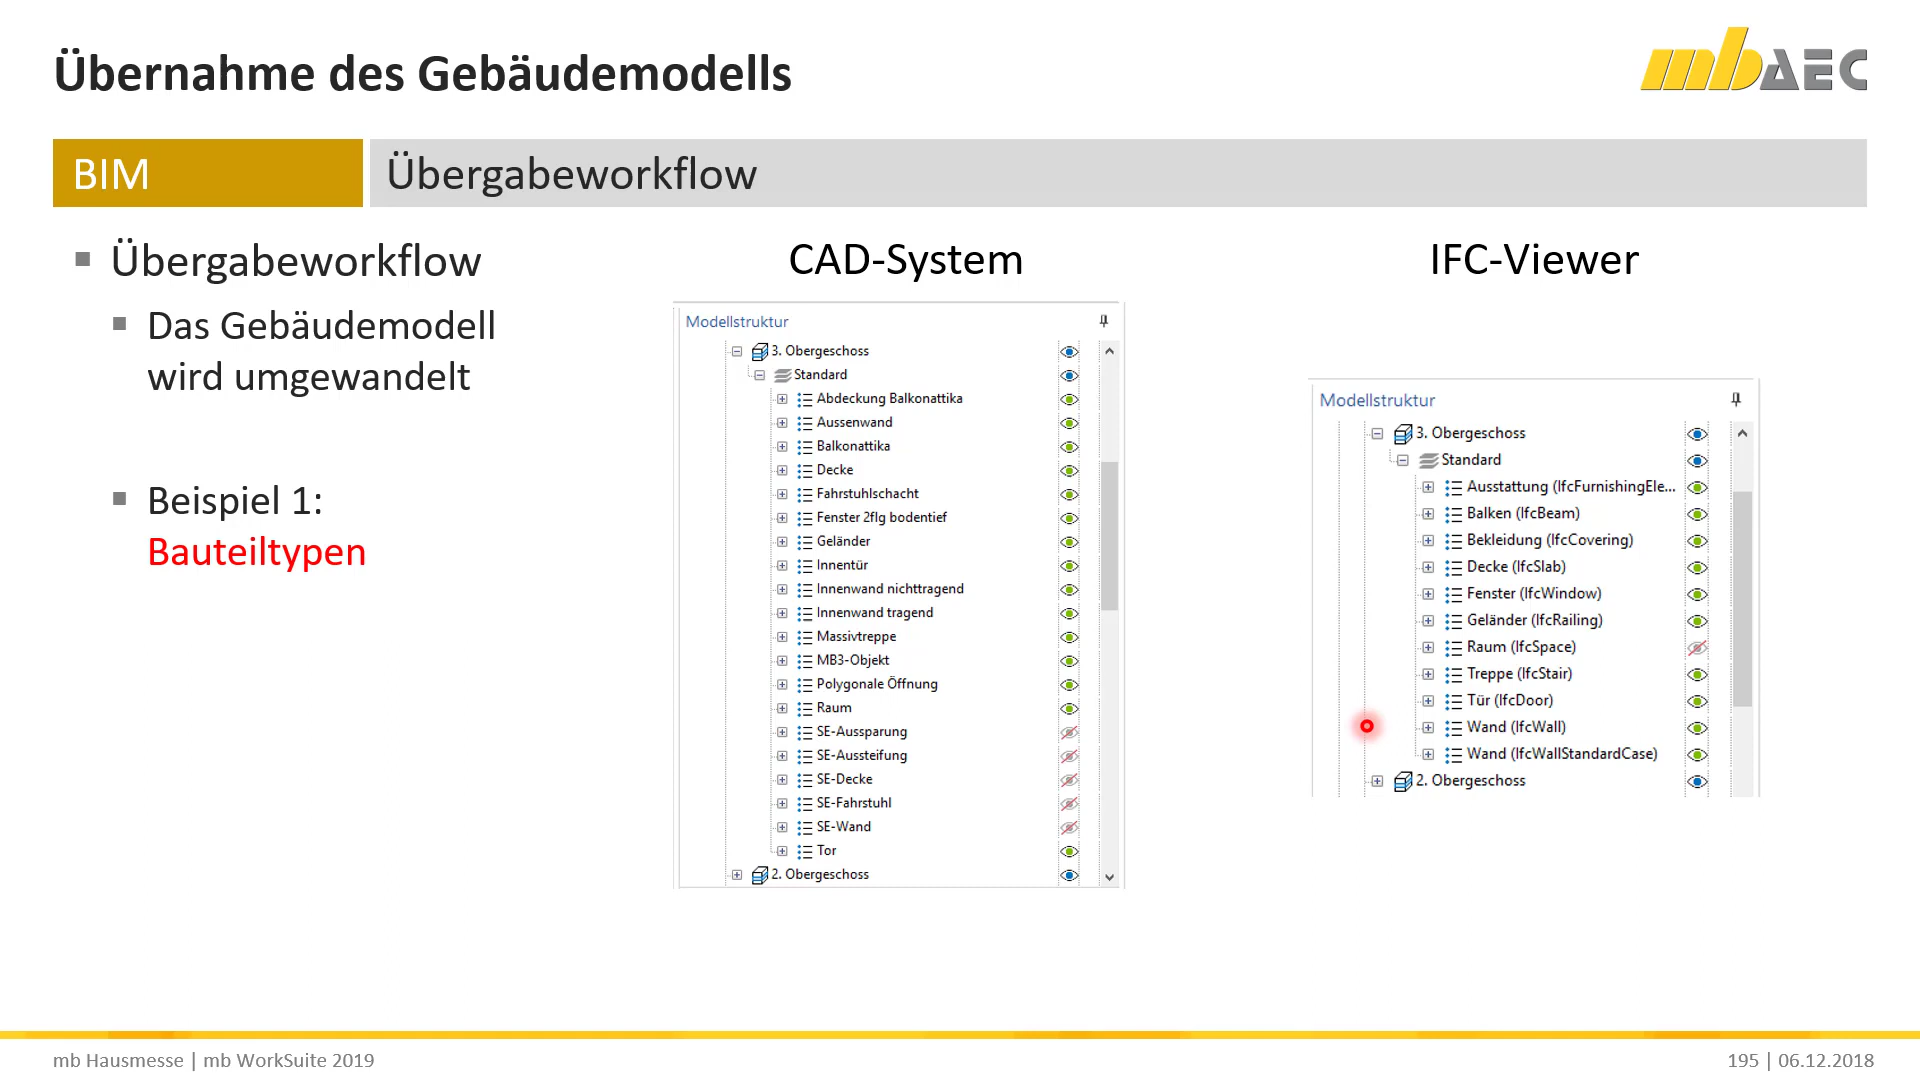 Übernahme des Gebäudemodells
mbAEC
BIM
Übergabeworkflow
Übergabeworkflow
Das Gebäudemodell
wird umgewandelt
Beispiel 1:
Bauteiltypen
CAD-System
Modellstruktur
3. Obergeschoss
Standard
Abdeckung Balkonattika
Aussenwand
Balkonattika
Decke
Fahrstuhlschacht
Fenster 2flg bodentief
Geländer
Innentür
Innenwand nichttragend
Innenwand tragend
Massivtreppe
MB3-Objekt
Polygonale Öffnung
Raum
SE-Aussparung
SE-Aussteifung
SE-Decke
SE-Fahrstuhl
SE-Wand
Tor
2. Obergeschoss
IFC-Viewer
Modellstruktur
3. Obergeschoss
Standard
Ausstattung (IfcFurnishingEle...
Balken (IfcBeam)
Bekleidung (IfcCovering)
Decke (IfcSlab)
Fenster (IfcWindow)
Geländer (IfcRailing)
Raum (IfcSpace)
Treppe (IfcStair)
Tür (IfcDoor)
Wand (IfcWall)
Wand (IfcWallStandardCase)
2. Obergeschoss
mb Hausmesse | mb WorkSuite 2019
195 | 06.12.2018